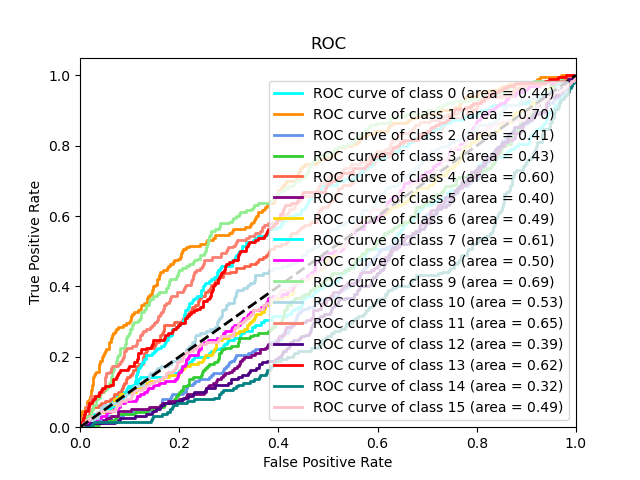 ROC
1.0
0.8
0.6
0.4
0.2
0.0
True Positive Rate
ROC curve of class 0 (area = 0.44)
ROC curve of class 1 (area = 0.70)
ROC curve of class 2 (area = 0.41)
ROC curve of class 3 (area = 0.43)
ROC curve of class 4 (area = 0.60)
ROC curve of class 5 (area = 0.40)
ROC curve of class 6 (area = 0.49)
ROC curve of class 7 (area = 0.61)
ROC curve of class 8 (area = 0.50)
ROC curve of class 9 (area = 0.69)
ROC curve of class 10 (area = 0.53)
ROC curve of class 11 (area = 0.65)
ROC curve of class 12 (area = 0.39)
ROC curve of class 13 (area = 0.62)
ROC curve of class 14 (area = 0.32)
ROC curve of class 15 (area = 0.49)
0.0 0.2 0.4 0.6 0.8 1.0
False Positive Rate